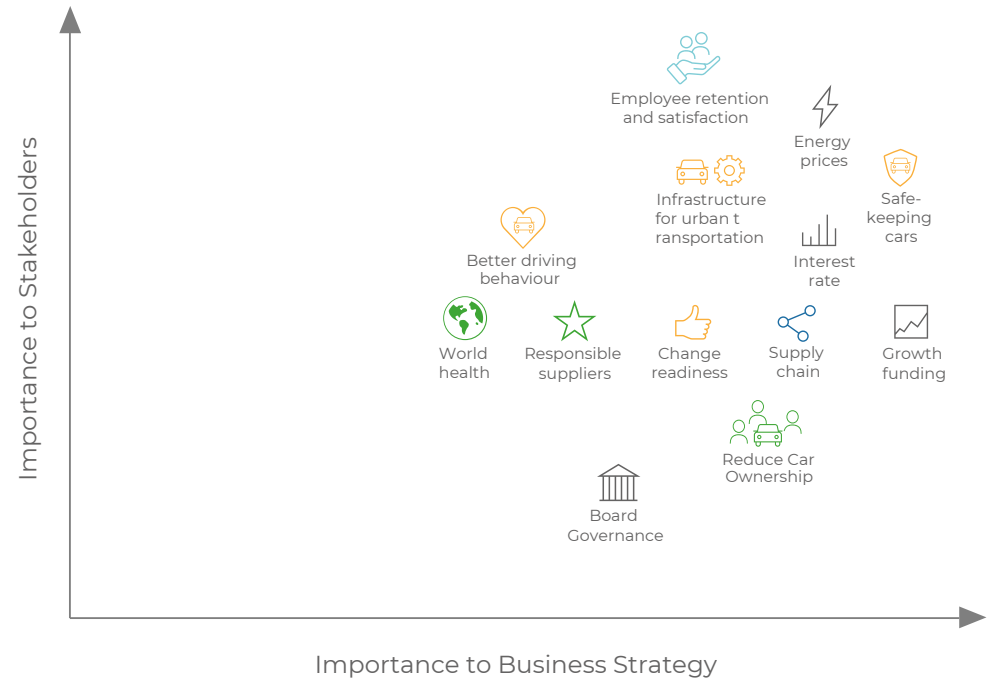 Importance to Stakeholders
Employee retention
and satisfaction
Energy
prices
Infrastructure
for urban t
ransportation
Safe-
keeping
cars
Better driving
behaviour
Interest
rate
World
health
Responsible
suppliers
Change
readiness
Supply
chain
Growth
funding
Reduce Car
Ownership
Board
Governance
Importance to Business Strategy